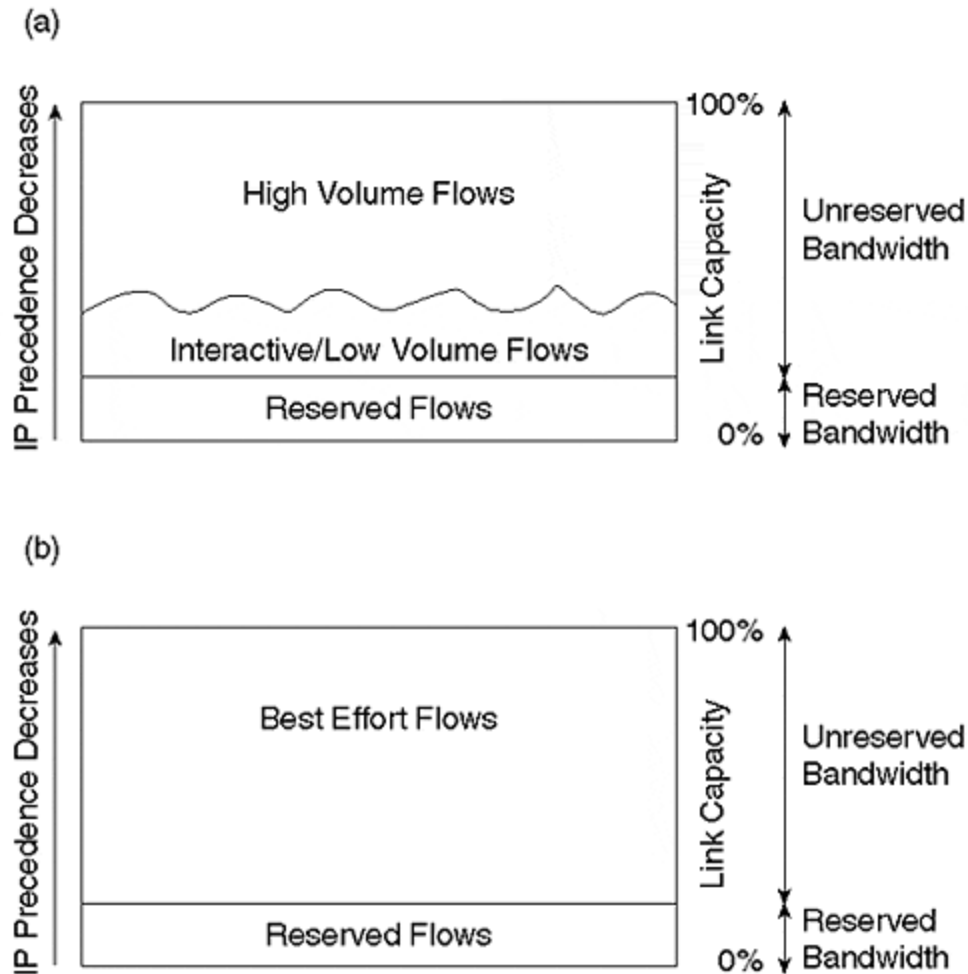 (a)
IP Precedence Decreases
High Volume Flows
Interactive/Low Volume Flows
Reserved Flows
100%
Link Capacity
0%
Unreserved
Bandwidth
Reserved
Bandwidth
(b)
IP Precedence Decreases
Best Effort Flows
Reserved Flows
100%
Link Capacity
0%
Unreserved
Bandwidth
Reserved
Bandwidth